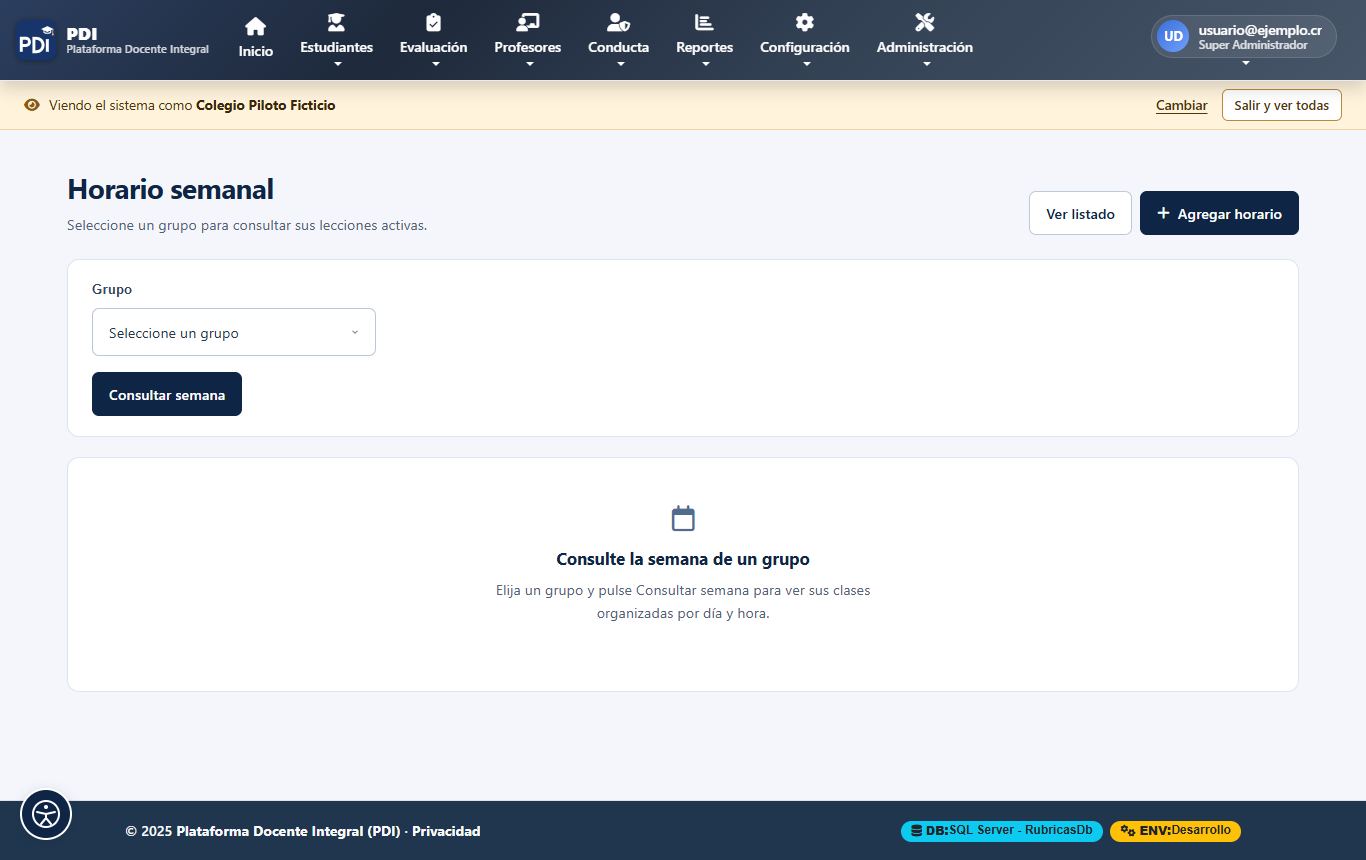 PDI
PDI
Plataforma Docente Integral
Inicio
Estudiantes
Evaluación
Profesores
Conducta
Reportes
Configuración
Administración
UD
usuario@ejemplo.cr
Super Administrador
Viendo el sistema como Colegio Piloto Ficticio
Cambiar
Salir y ver todas
Horario semanal
Seleccione un grupo para consultar sus lecciones activas.
Ver listado
+ Agregar horario
Grupo
Seleccione un grupo
Consultar semana
Consulte la semana de un grupo
Elija un grupo y pulse Consultar semana para ver sus clases
organizadas por día y hora.
© 2025 Plataforma Docente Integral (PDI) · Privacidad
DB:SQL Server - RubricasDb
ENV:Desarrollo